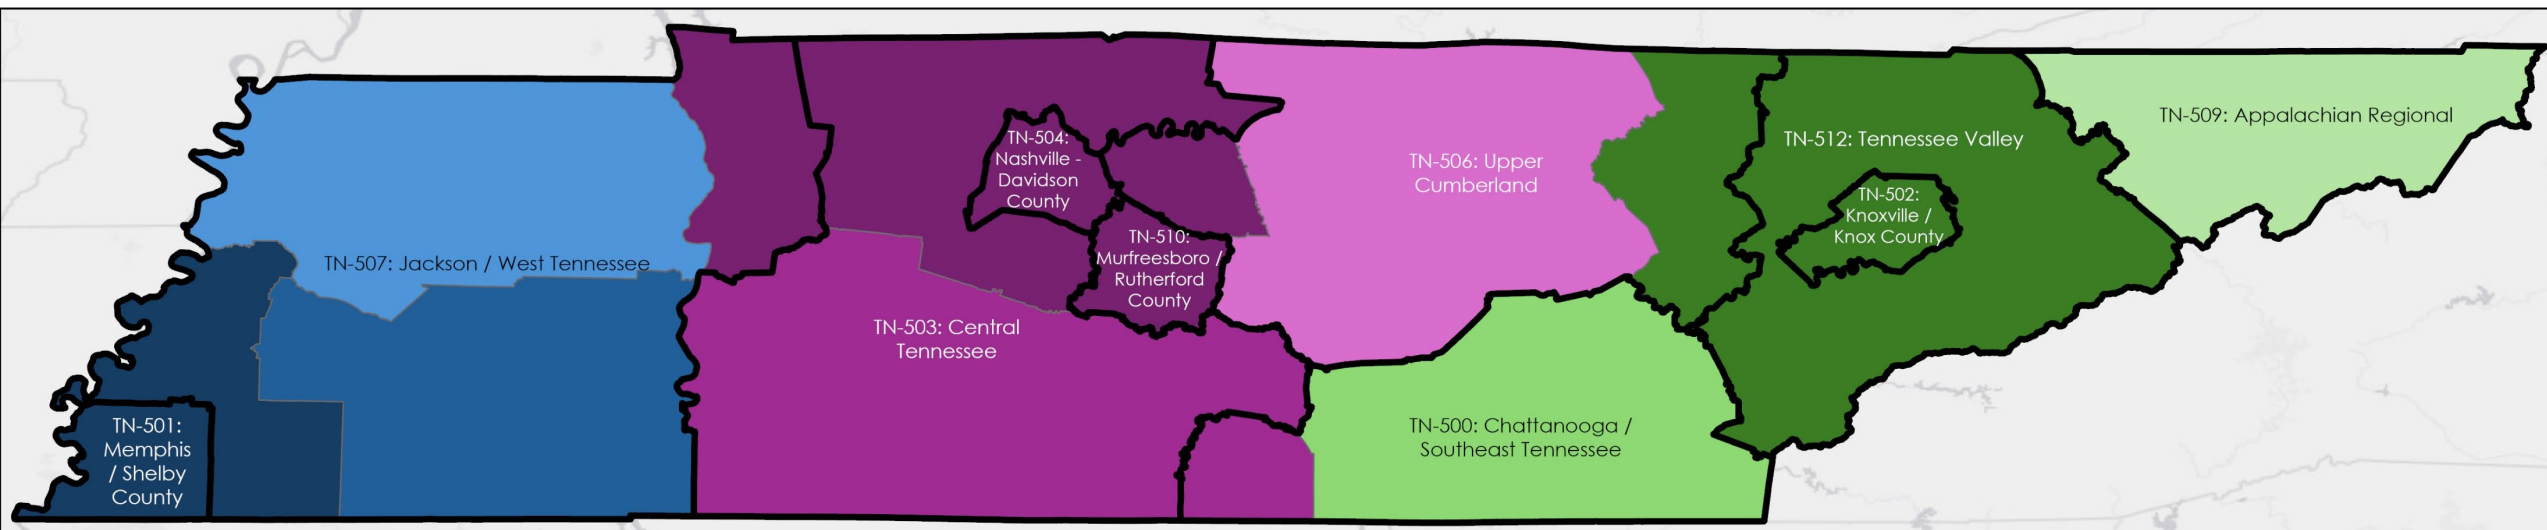 TN-509: Appalachian Regional
TN-504:
Nashville -
Davidson
County
TN-512: Tennessee Valley
TN-506: Upper
Cumberland
TN-502:
Knoxville /
Knox County
TN-510:
Murfreesboro /
Rutherford
County
TN-507: Jackson / West Tennessee
TN-503: Central
Tennessee
TN-501:
Memphis
/ Shelby
County
TN-500: Chattanooga /
Southeast Tennessee